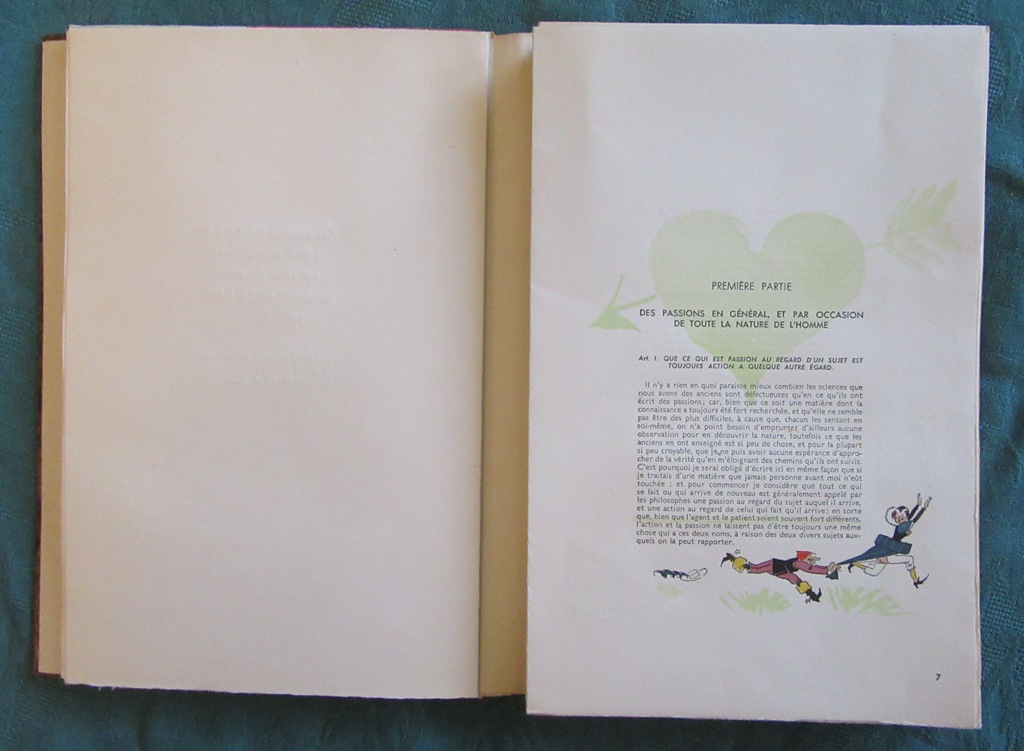 PREMIÈRE PARTIE
DES PASSIONS EN GÉNÉRAL, ET PAR OCCASION
DE TOUTE LA NATURE DE L'HOMME
Art. I. QUE CE QUI EST PASSION AU REGARD D'UN SUJET EST
TOUJOURS ACTION A QUELQUE AUTRE ÉGARD.
Il n'y a rien en quoi paraisse mieux combien les sciences que
nous avons des anciens sont défectueuses qu'en ce qu'ils ont
écrit des passions; car, bien que ce soit une matière dont la
connaissance a toujours été fort recherchée, et qu'elle ne semble
pas être des plus difficiles, à cause que, chacun les sentant en
soi-même, on n'a point besoin d'emprunter d'ailleurs aucune
observation pour en découvrir la nature, toutefois ce que les
anciens en ont enseigné est si peu de chose, et pour la plupart
si peu croyable, que je ne puis avoir aucune espérance d'appro-
cher de la vérité qu'en m'éloignant des chemins qu'ils ont suivis.
C'est pourquoi je serai obligé d'écrire ici en même façon que si
je traitais d'une matière que jamais personne avant moi n'eût
touchée ; et pour commencer je considère que tout ce qui
se fait ou qui arrive de nouveau est généralement appelé par
les philosophes une passion au regard du sujet auquel il arrive,
et une action au regard de celui qui fait qu'il arrive; en sorte
que, bien que l'agent et le patient soient souvent fort différents,
l'action et la passion ne laissent pas d'être toujours une même
chose qui a ces deux noms, à raison des deux divers sujets aux-
quels on la peut rapporter.
7